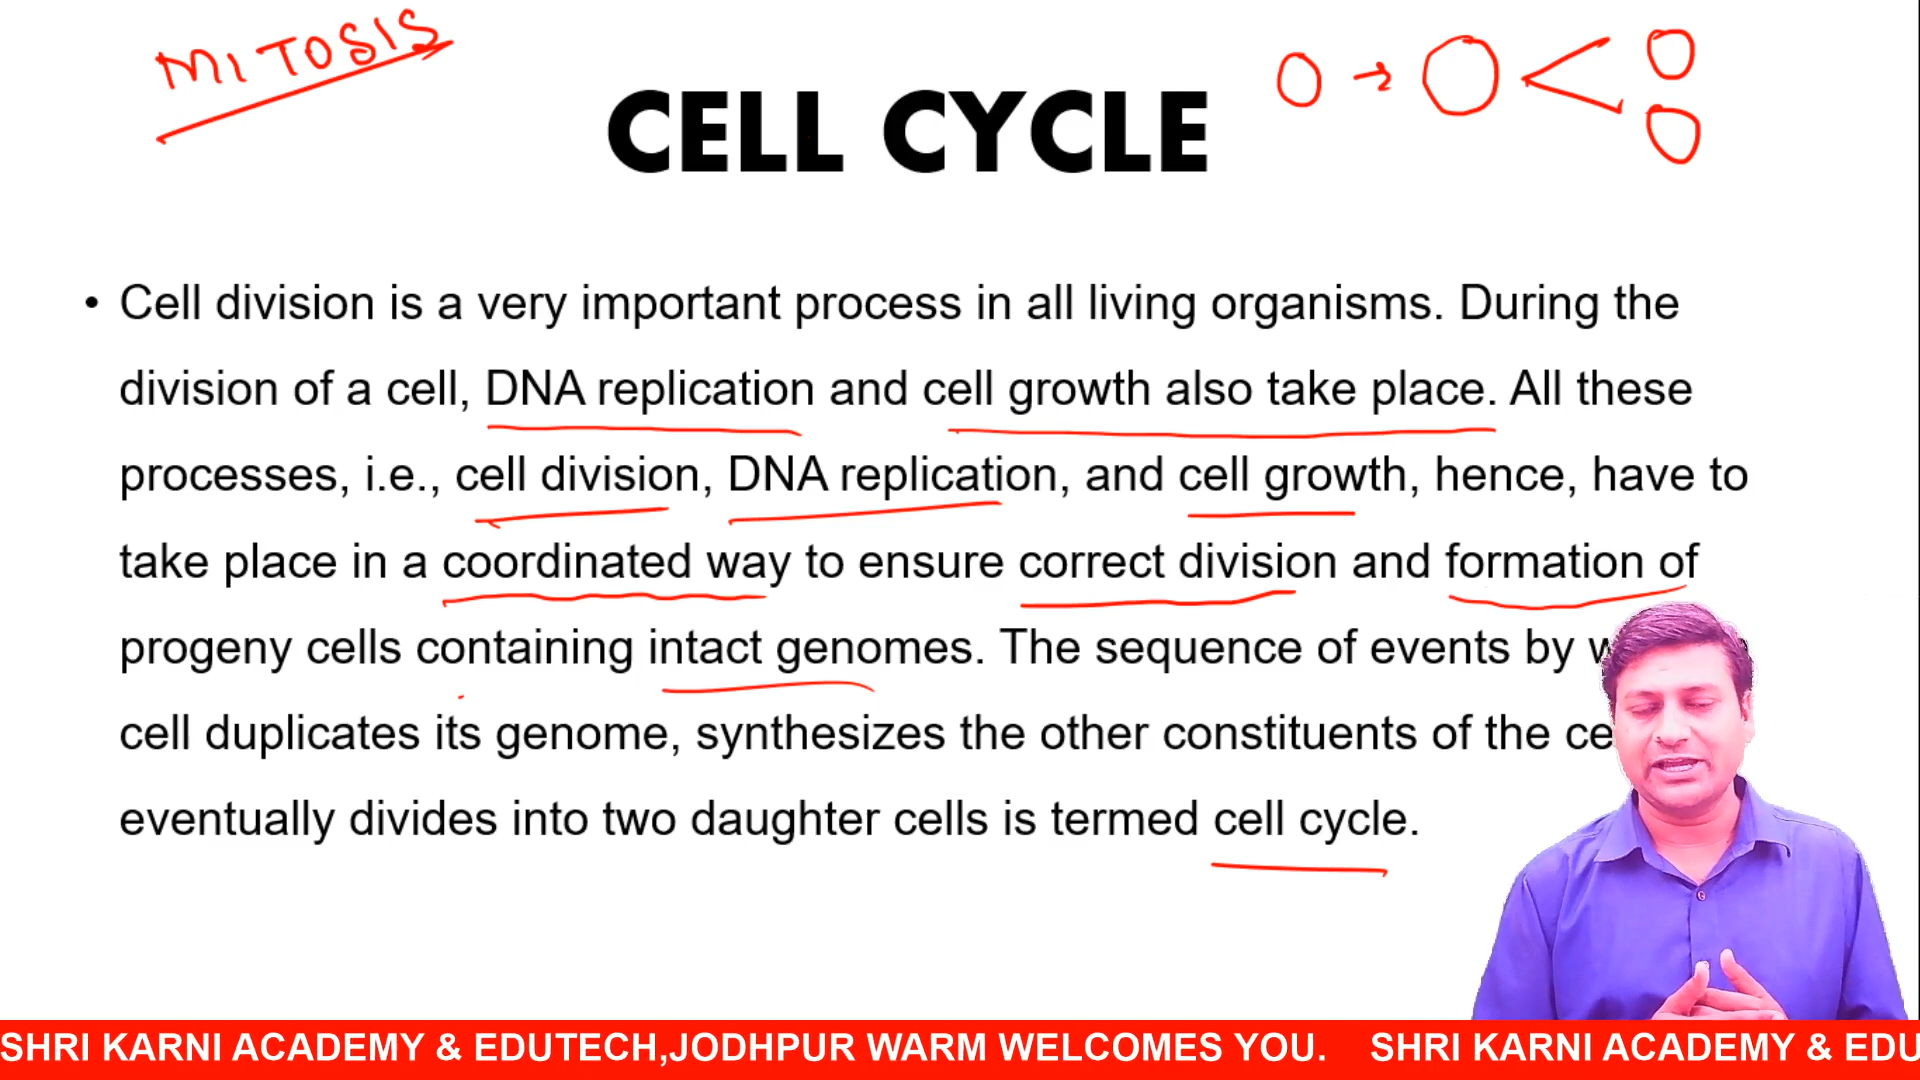 MITOSIS
CELL CYCLE
• Cell division is a very important process in all living organisms. During the
division of a cell, DNA replication and cell growth also take place. All these
processes, i.e., cell division, DNA replication, and cell growth, hence, have to
take place in a coordinated way to ensure correct division and formation of
progeny cells containing intact genomes. The sequence of events by
cell duplicates its genome, synthesizes the other constituents of the
eventually divides into two daughter cells is termed cell cycle.
SHRI KARNI ACADEMY & EDUTECH,JODHPUR WARM WELCOMES YOU. SHRI KARNI ACADEMY & EDU